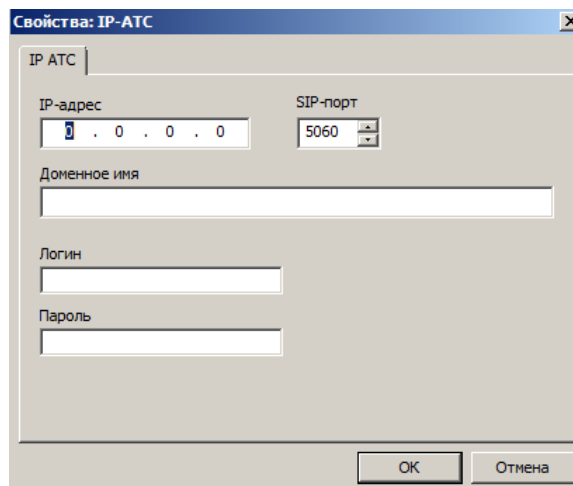 Свойства: IP-АТС
IP АТС
IP-адрес
SIP-порт
0 . 0 . 0 . 0
5060
Доменное имя
Логин
Пароль
OK
Отмена